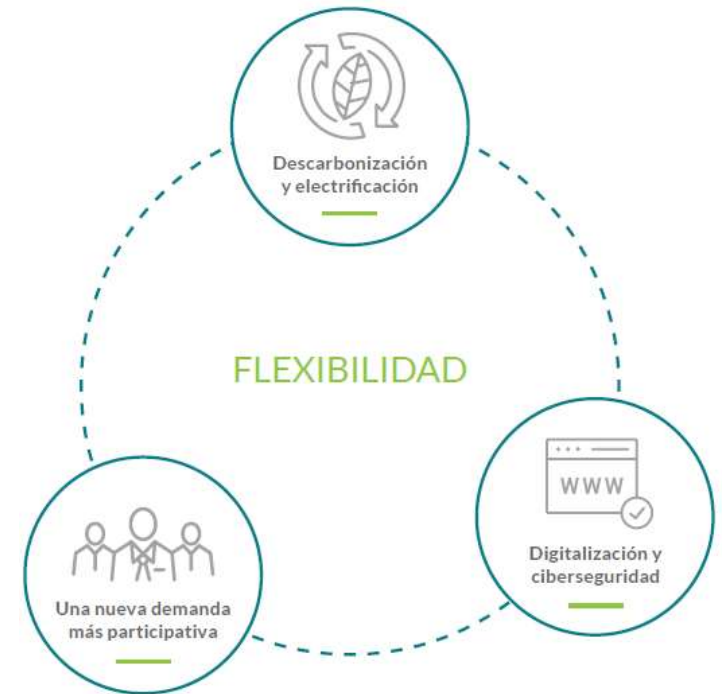 Descarbonización
y electrificación
FLEXIBILIDAD
WWW
Digitalización y
ciberseguridad
Una nueva demanda
más participativa